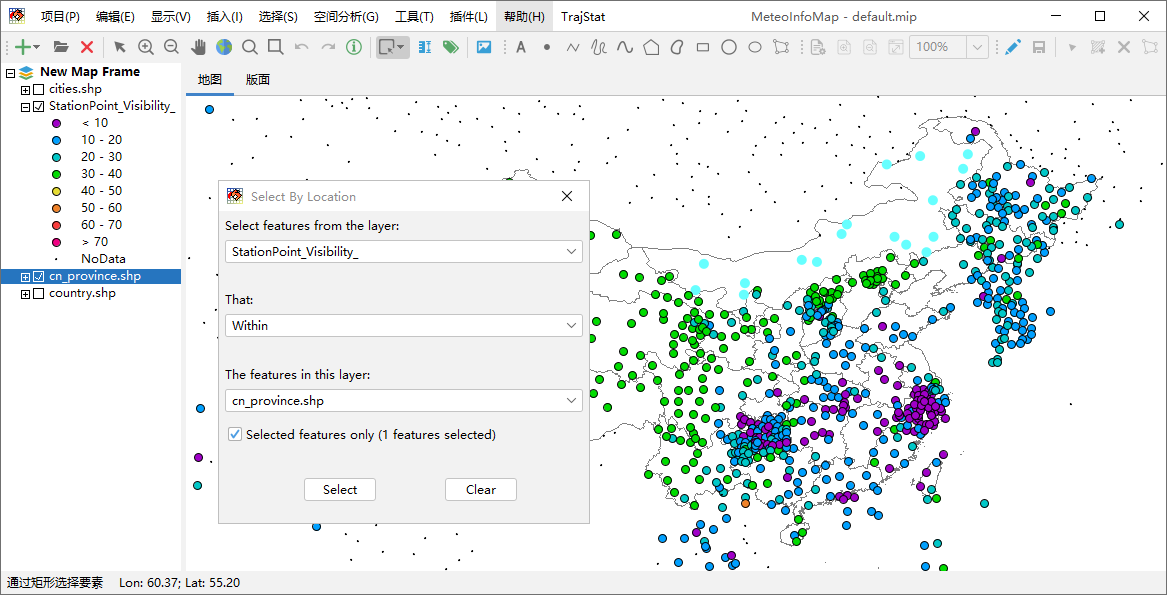 MeteoInfoMap - default.mip
项目(P) 编辑(E) 显示(V) 插入(I) 选择(S) 空间分析(G) 工具(T) 插件(L) 帮助(H) TrajStat
A
100%
New Map Frame
cities.shp
StationPoint_Visibility_
< 10
10 - 20
20 - 30
30 - 40
40 - 50
50 - 60
60 - 70
> 70
NoData
cn_province.shp
country.shp
地图 版面
Select By Location
Select features from the layer:
StationPoint_Visibility_
That:
Within
The features in this layer:
cn_province.shp
Selected features only (1 features selected)
Select Clear
通过矩形选择要素 Lon: 60.37; Lat: 55.20